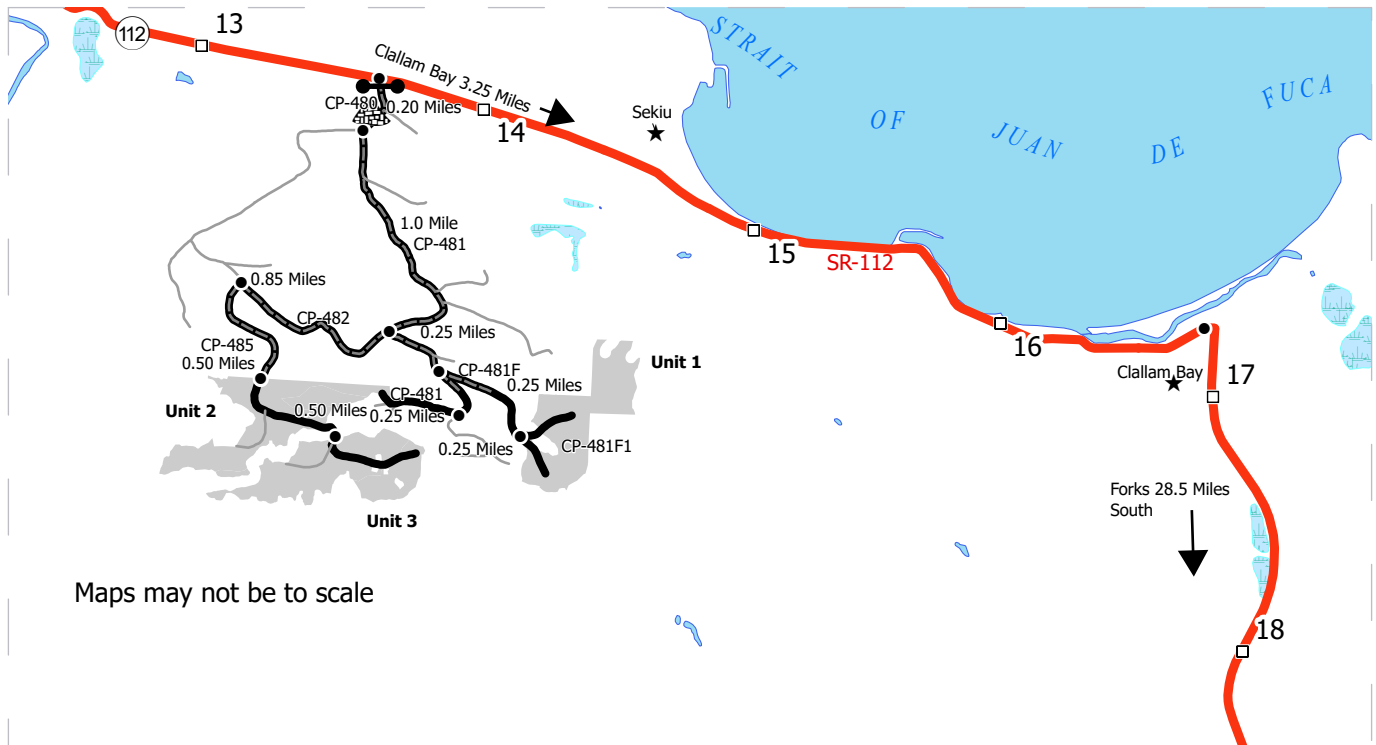 112
13
STRAIT
OF
JUAN
DE
FUCA
Clallam Bay 3.25 Miles
CP-480
0.20 Miles
14
Sekiu
1.0 Mile
CP-481
15
SR-112
0.85 Miles
CP-482
0.25 Miles
16
CP-485
0.50 Miles
CP-481F
0.25 Miles
Unit 1
Clallam Bay
17
Unit 2
CP-481
0.50 Miles
0.25 Miles
0.25 Miles
CP-481F1
Unit 3
Forks 28.5 Miles
South
Maps may not be to scale
18